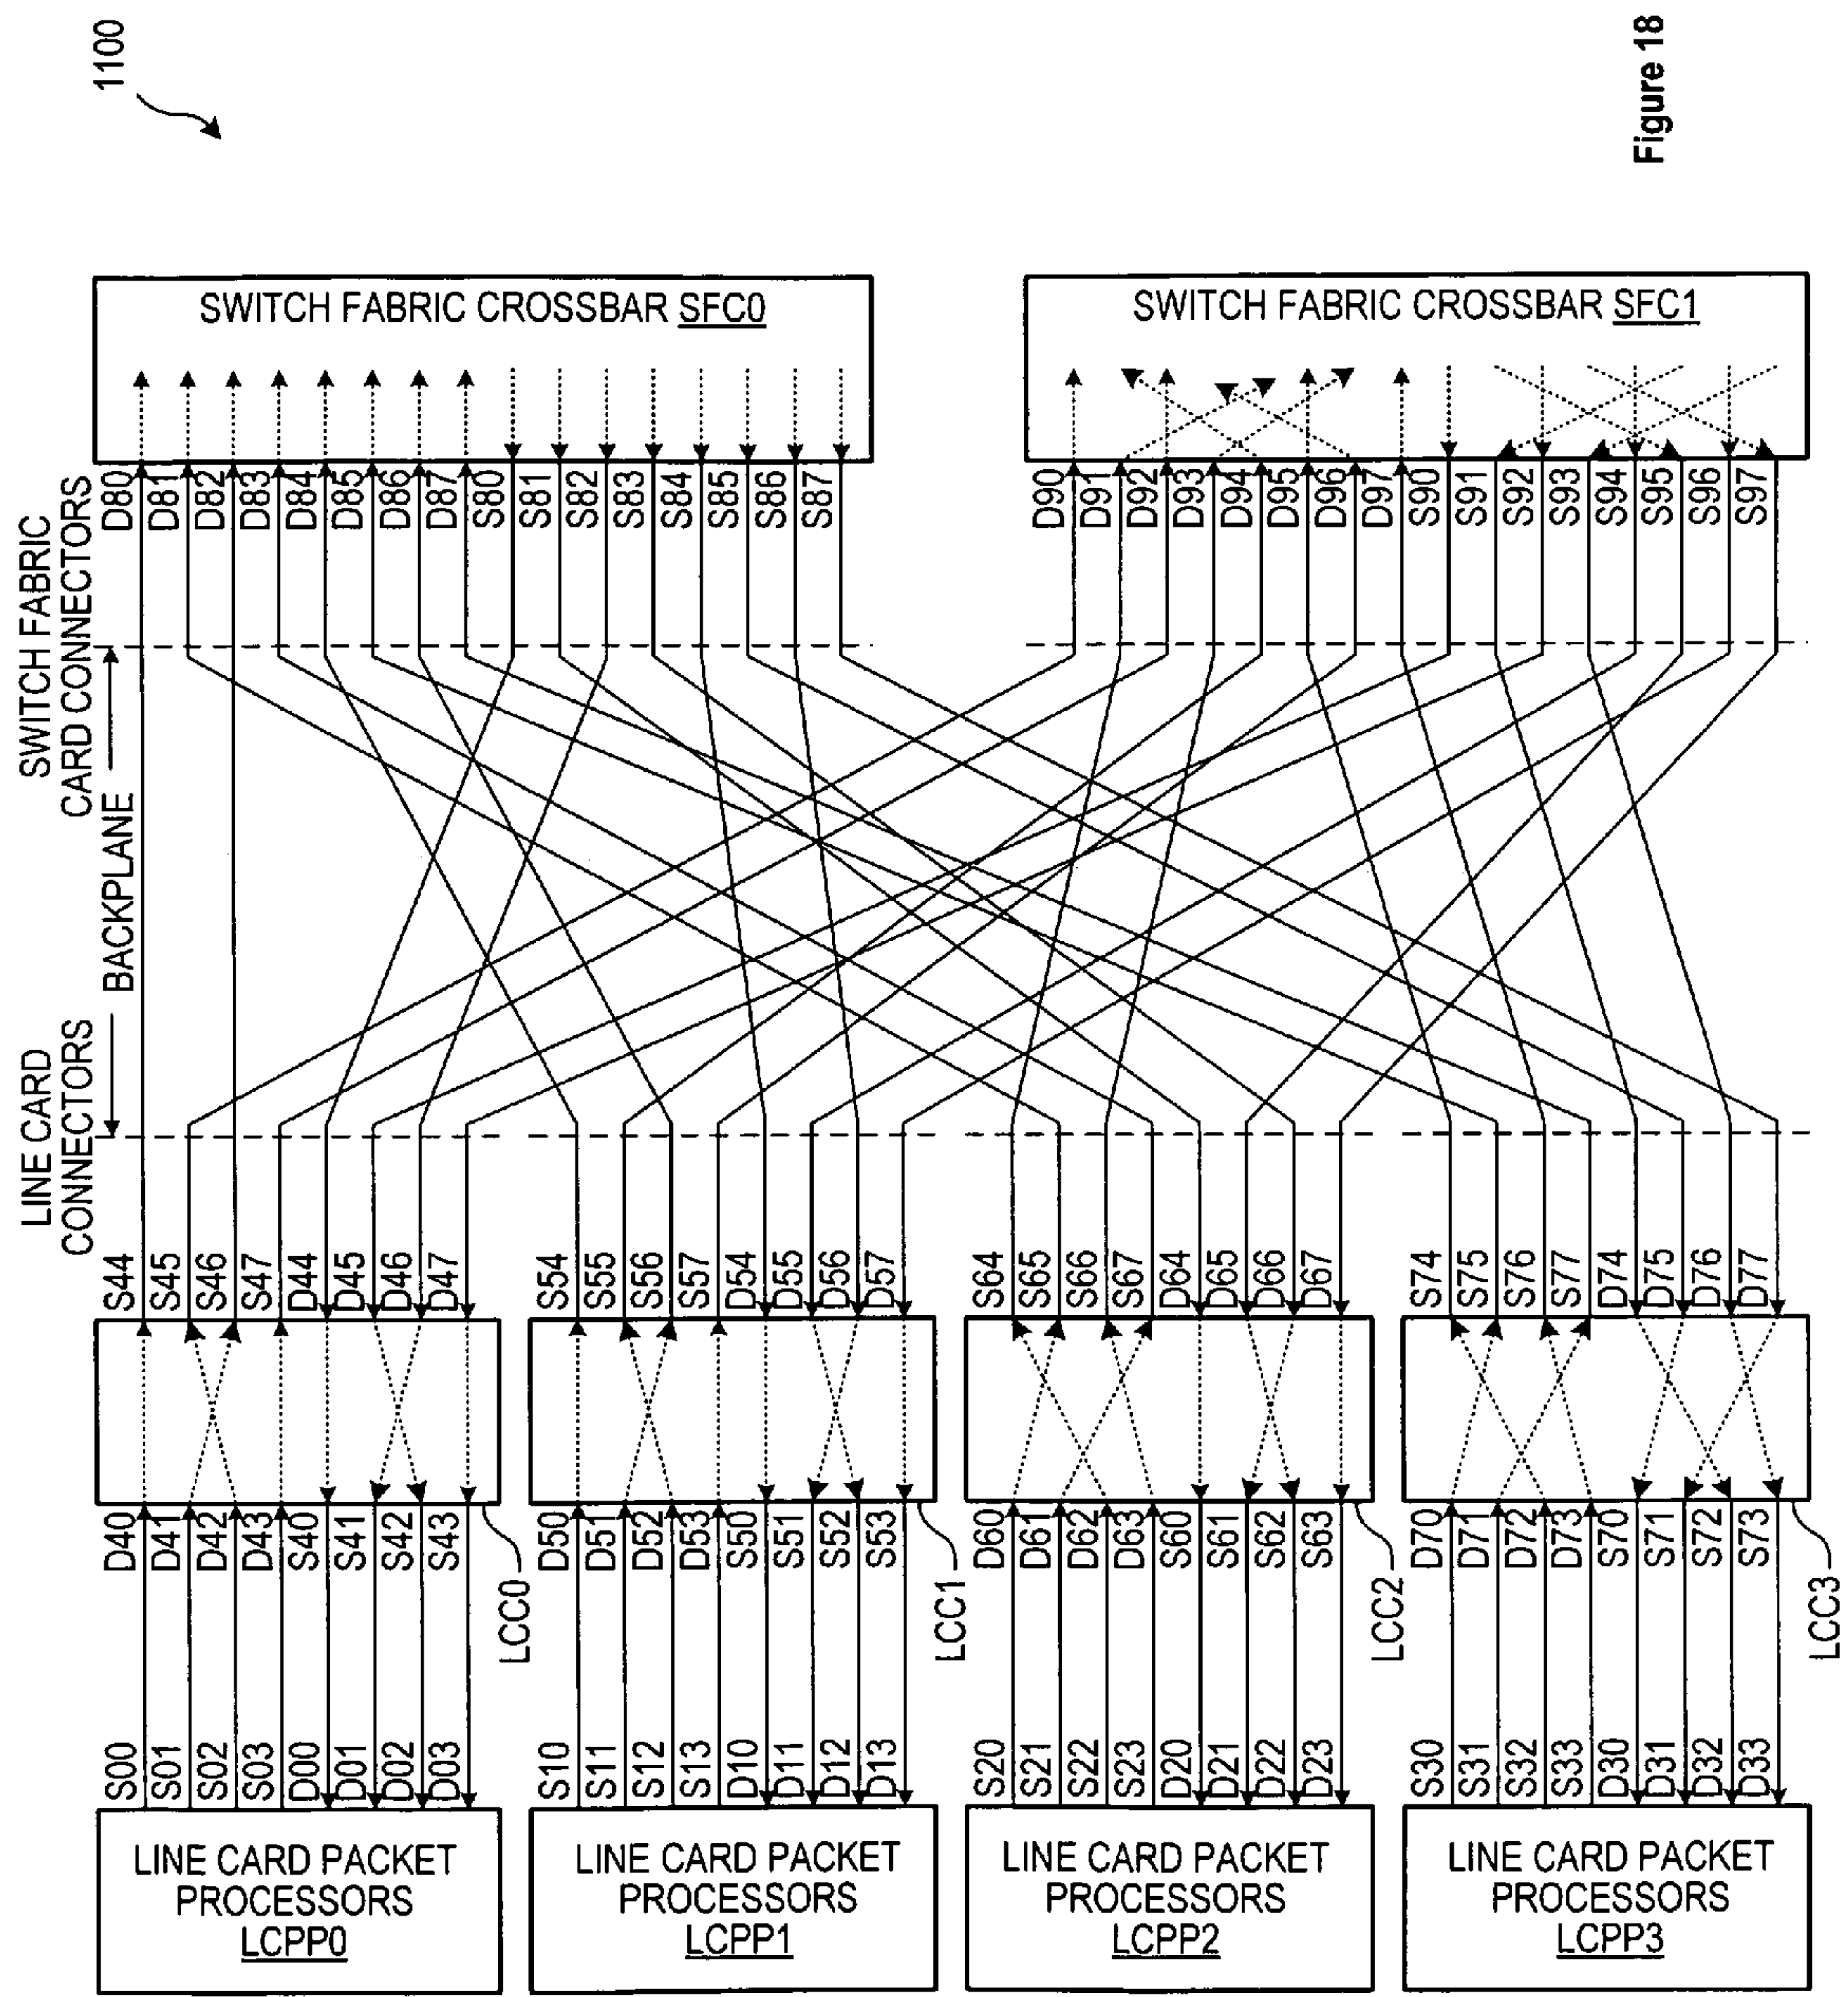 1100
Figure 18
SWITCH FABRIC
CARD CONNECTORS
SWITCH FABRIC CROSSBAR SFC0
D80
D81
D82
D83
D84
D85
D86
D87
S80
S81
S82
S83
S84
S85
S86
S87
SWITCH FABRIC CROSSBAR SFC1
D90
D91
D92
D93
D94
D95
D96
D97
S90
S91
S92
S93
S94
S95
S96
S97
BACKPLANE
LINE CARD
CONNECTORS
S44
S45
S46
S47
D44
D45
D46
D47
S54
S55
S56
S57
D54
D55
D56
D57
S64
S65
S66
S67
D64
D65
D66
D67
S74
S75
S76
S77
D74
D75
D76
D77
D40
D41
D42
D43
S40
S41
S42
S43
LCC0
D50
D51
D52
D53
S50
S51
S52
S53
LCC1
D60
D61
D62
D63
S60
S61
S62
S63
LCC2
D70
D71
D72
D73
S70
S71
S72
S73
LCC3
S00
S01
S02
S03
D00
D01
D02
D03
S10
S11
S12
S13
D10
D11
D12
D13
S20
S21
S22
S23
D20
D21
D22
D23
S30
S31
S32
S33
D30
D31
D32
D33
LINE CARD PACKET
PROCESSORS
LCPP0
LINE CARD PACKET
PROCESSORS
LCPP1
LINE CARD PACKET
PROCESSORS
LCPP2
LINE CARD PACKET
PROCESSORS
LCPP3